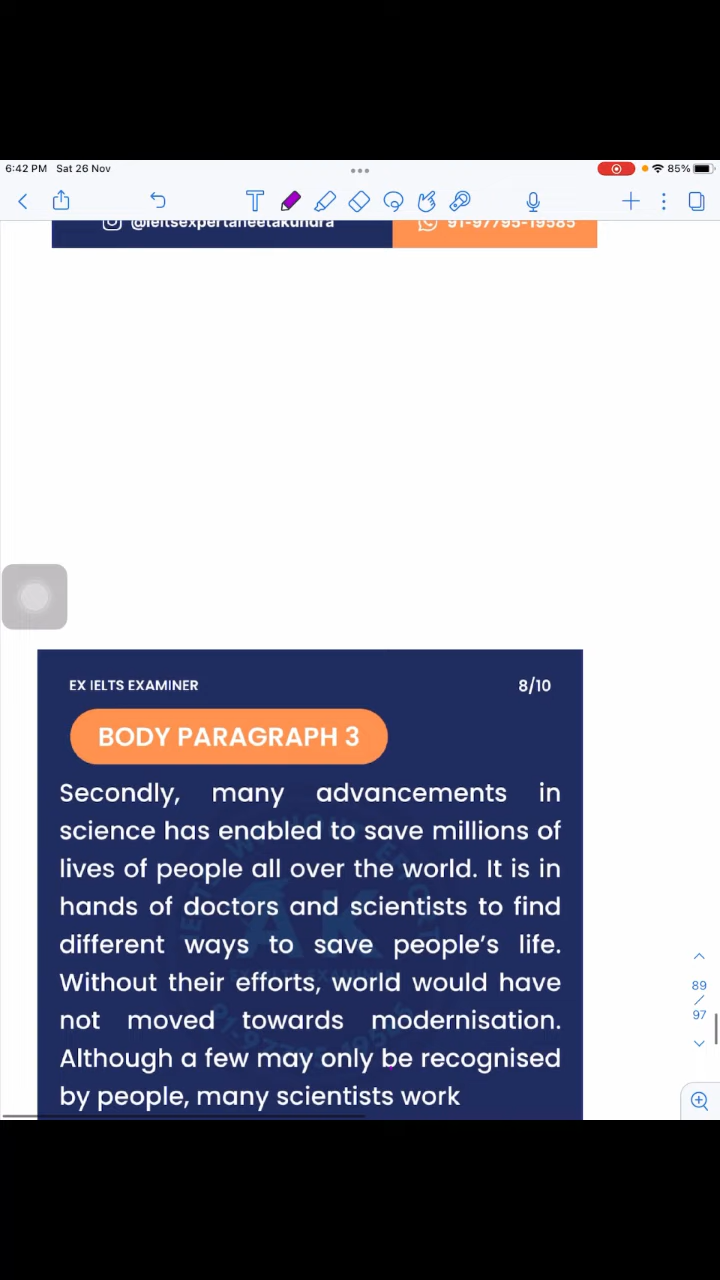 6:42 PM Sat 26 Nov
85%
@ieltsexpertaneetakundra
91-97795-19585
EX IELTS EXAMINER
8/10
BODY PARAGRAPH 3
Secondly, many advancements in
science has enabled to save millions of
lives of people all over the world. It is in
hands of doctors and scientists to find
different ways to save people's life.
Without their efforts, world would have
not moved towards modernisation.
Although a few may only be recognised
by people, many scientists work
89
/
97